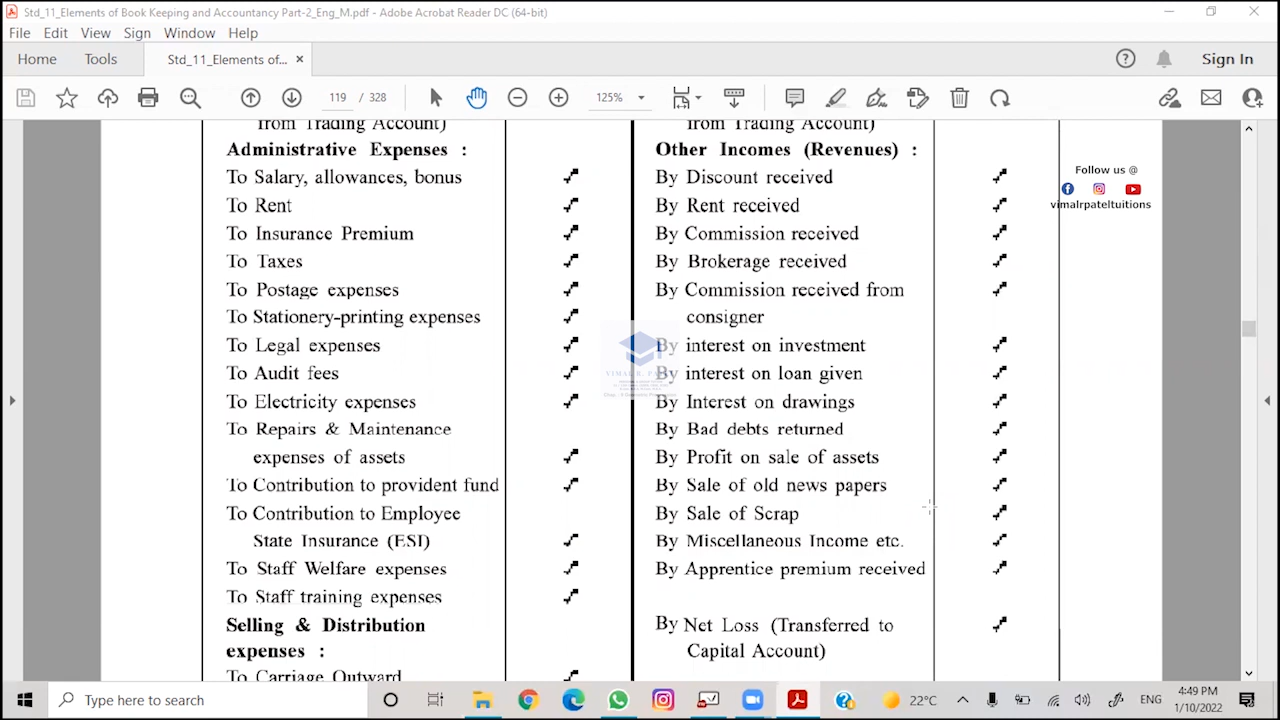 Std_11_Elements of Book Keeping and Accountancy Part-2_Eng_M.pdf - Adobe Acrobat Reader DC (64-bit)
File Edit View Sign Window Help
Home Tools Std_11_Elements of... × Sign In
119 / 328 125%
from Trading Account)
Administrative Expenses :
To Salary, allowances, bonus
To Rent
To Insurance Premium
To Taxes
To Postage expenses
To Stationery-printing expenses
To Legal expenses
To Audit fees
To Electricity expenses
To Repairs & Maintenance
expenses of assets
To Contribution to provident fund
To Contribution to Employee
State Insurance (ESI)
To Staff Welfare expenses
To Staff training expenses
Selling & Distribution
expenses :
To Carriage Outward
from Trading Account)
Other Incomes (Revenues) :
By Discount received
By Rent received
By Commission received
By Brokerage received
By Commission received from
consigner
By interest on investment
By interest on loan given
By Interest on drawings
By Bad debts returned
By Profit on sale of assets
By Sale of old news papers
By Sale of Scrap
By Miscellaneous Income etc.
By Apprentice premium received
By Net Loss (Transferred to
Capital Account)
Follow us @
vimalrpateltuitions
Type here to search
22°C ENG
4:49 PM
1/10/2022